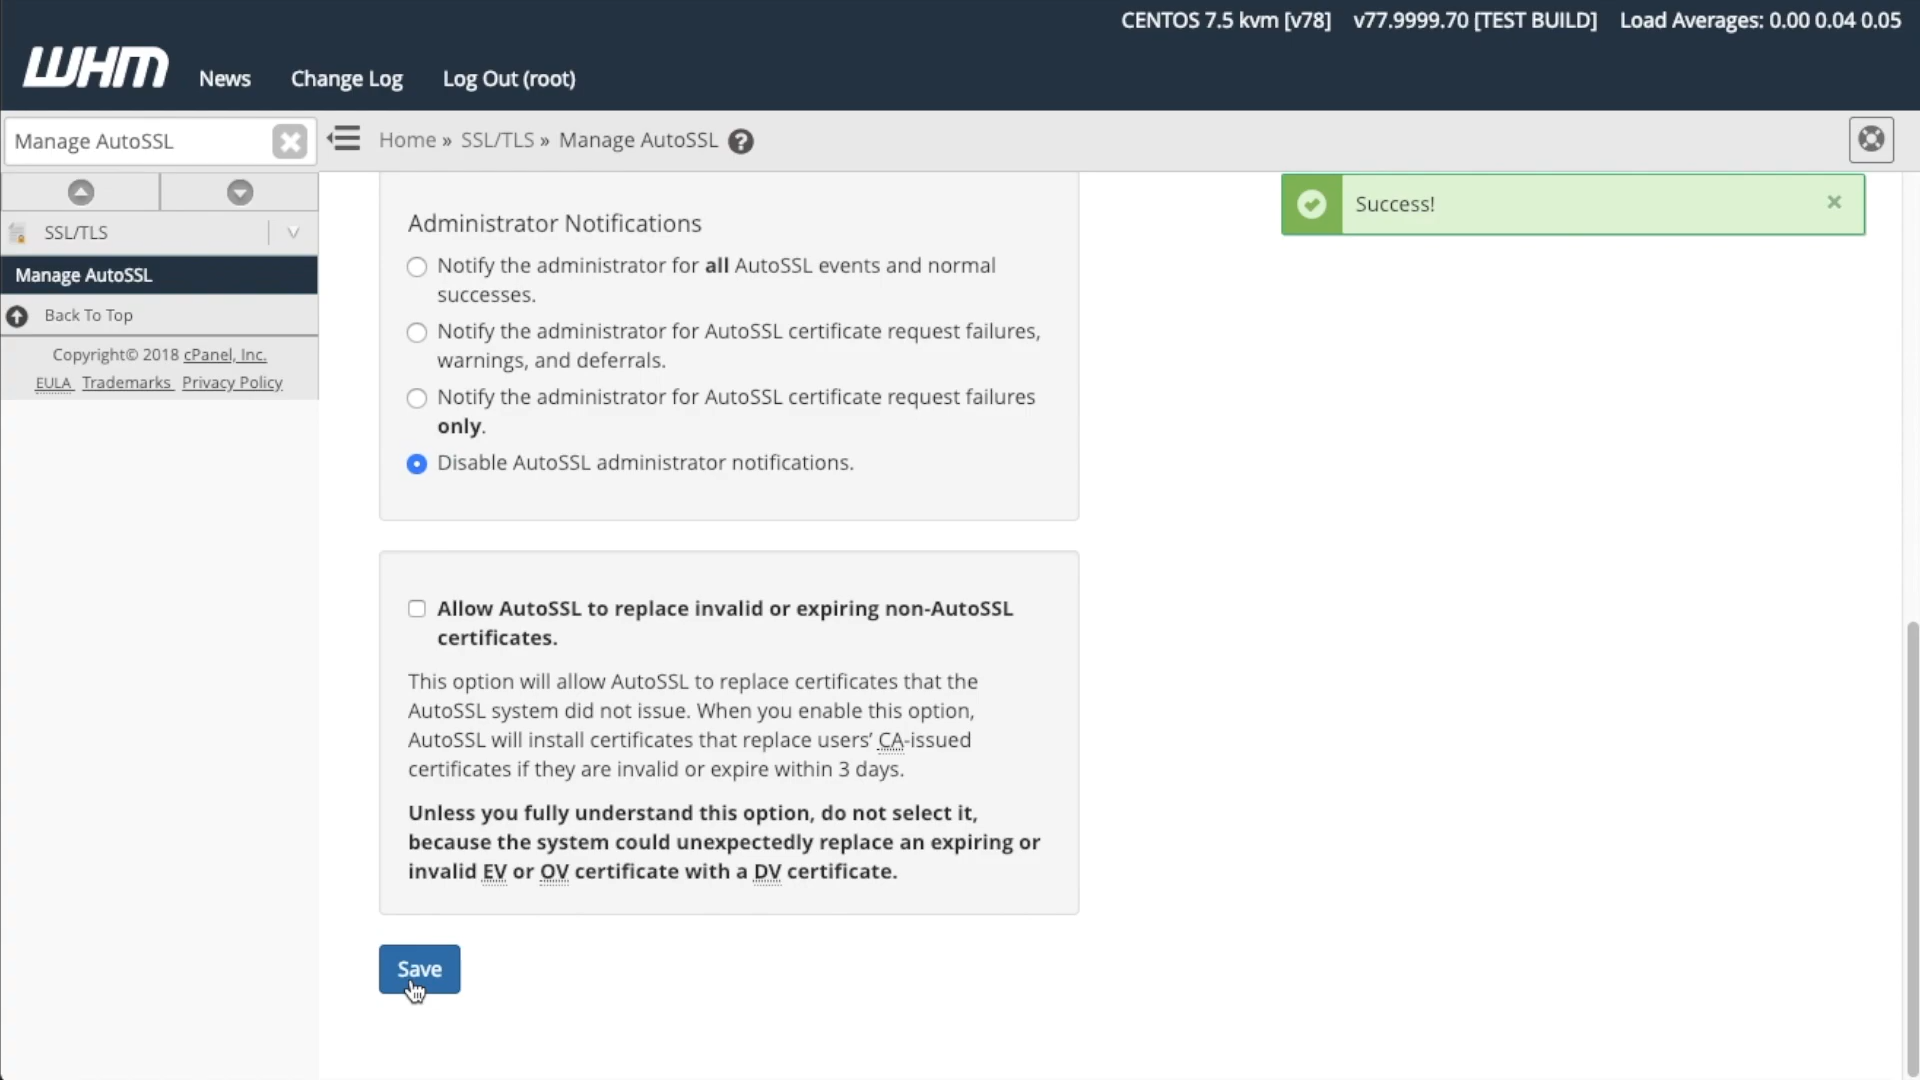 CENTOS 7.5 kvm [v78] v77.9999.70 [TEST BUILD] Load Averages: 0.00 0.04 0.05
WHM News Change Log Log Out (root)
Manage AutoSSL Home » SSL/TLS » Manage AutoSSL
SSL/TLS
Manage AutoSSL
Back To Top
Copyright© 2018 cPanel, Inc.
EULA Trademarks Privacy Policy
Administrator Notifications
Notify the administrator for all AutoSSL events and normal
successes.
Notify the administrator for AutoSSL certificate request failures,
warnings, and deferrals.
Notify the administrator for AutoSSL certificate request failures
only.
Disable AutoSSL administrator notifications.
Allow AutoSSL to replace invalid or expiring non-AutoSSL
certificates.
This option will allow AutoSSL to replace certificates that the
AutoSSL system did not issue. When you enable this option,
AutoSSL will install certificates that replace users’ CA-issued
certificates if they are invalid or expire within 3 days.
Unless you fully understand this option, do not select it,
because the system could unexpectedly replace an expiring or
invalid EV or OV certificate with a DV certificate.
Save
Success!